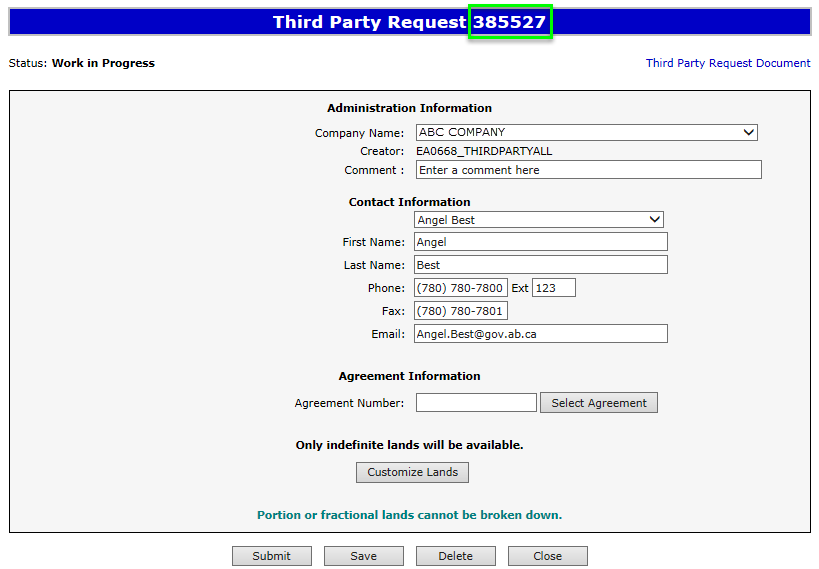 Third Party Request 385527
Status: Work in Progress Third Party Request Document
Administration Information
Company Name: ABC COMPANY
Creator: EA0668_THIRDPARTYALL
Comment : Enter a comment here
Contact Information
Angel Best
First Name: Angel
Last Name: Best
Phone: (780) 780-7800 Ext 123
Fax: (780) 780-7801
Email: Angel.Best@gov.ab.ca
Agreement Information
Agreement Number: Select Agreement
Only indefinite lands will be available.
Customize Lands
Portion or fractional lands cannot be broken down.
Submit Save Delete Close